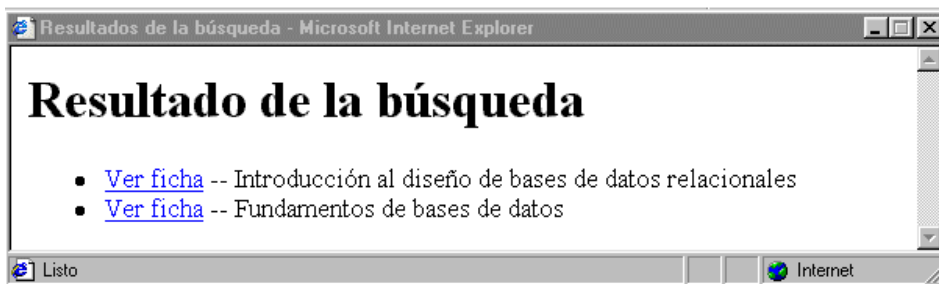 Resultados de la búsqueda - Microsoft Internet Explorer
Resultado de la búsqueda
Ver ficha -- Introducción al diseño de bases de datos relacionales
Ver ficha -- Fundamentos de bases de datos
Listo
Internet